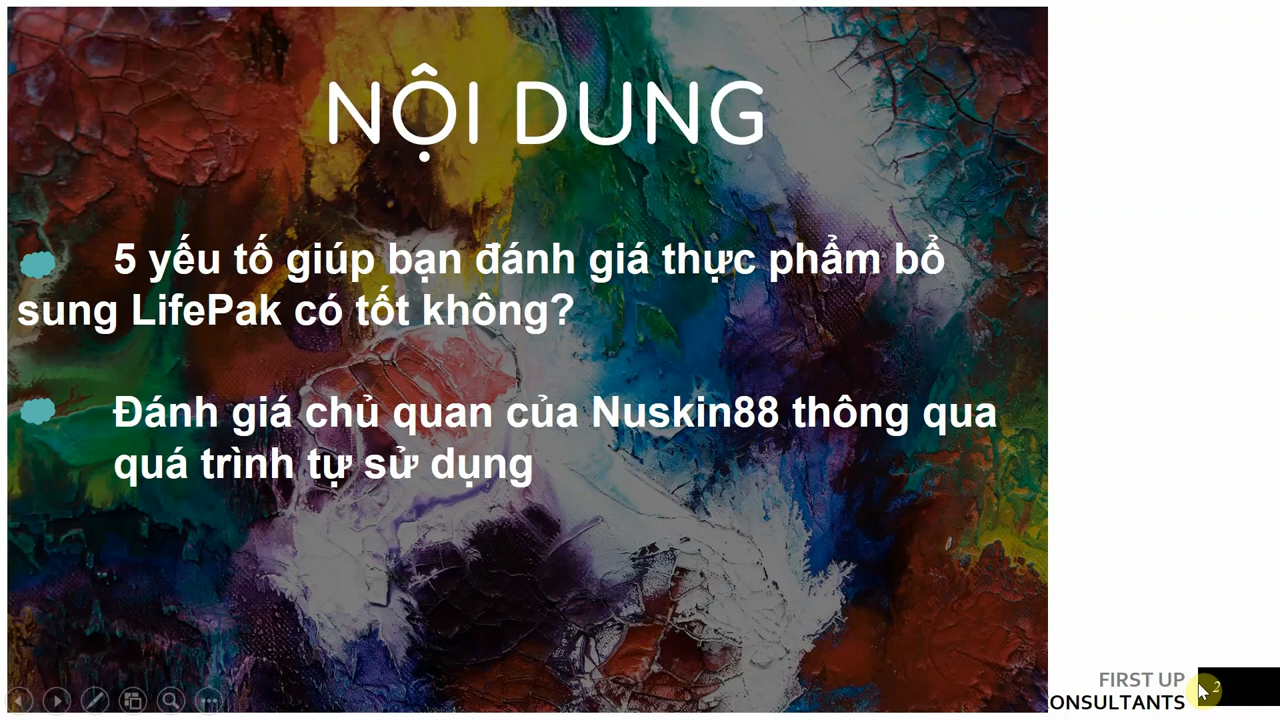 NỘI DUNG
5 yếu tố giúp bạn đánh giá thực phẩm bổ
sung LifePak có tốt không?
Đánh giá chủ quan của Nuskin88 thông qua
quá trình tự sử dụng
FIRST UP
ONSULTANTS
2